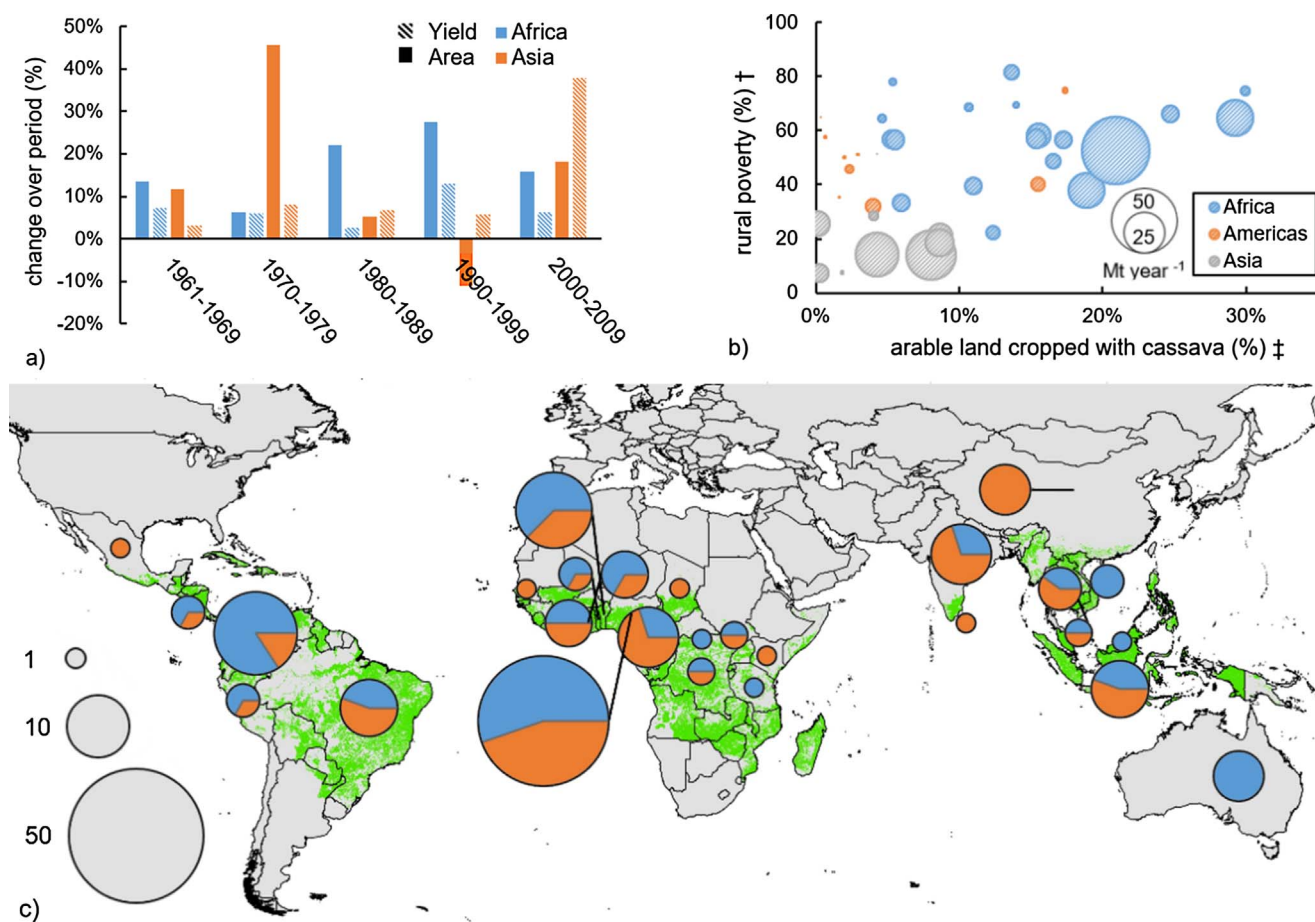 50%
40%
30%
20%
10%
0%
-10%
-20%
change over period (%)
Yield Africa
Area Asia
1961-1969
1970-1979
1980-1989
1990-1999
2000-2009
a)
100
80
60
40
20
0
rural poverty (%) †
50
25
Mt year -1
Africa
Americas
Asia
0% 10% 20% 30%
b) arable land cropped with cassava (%) ‡
1
10
50
c)